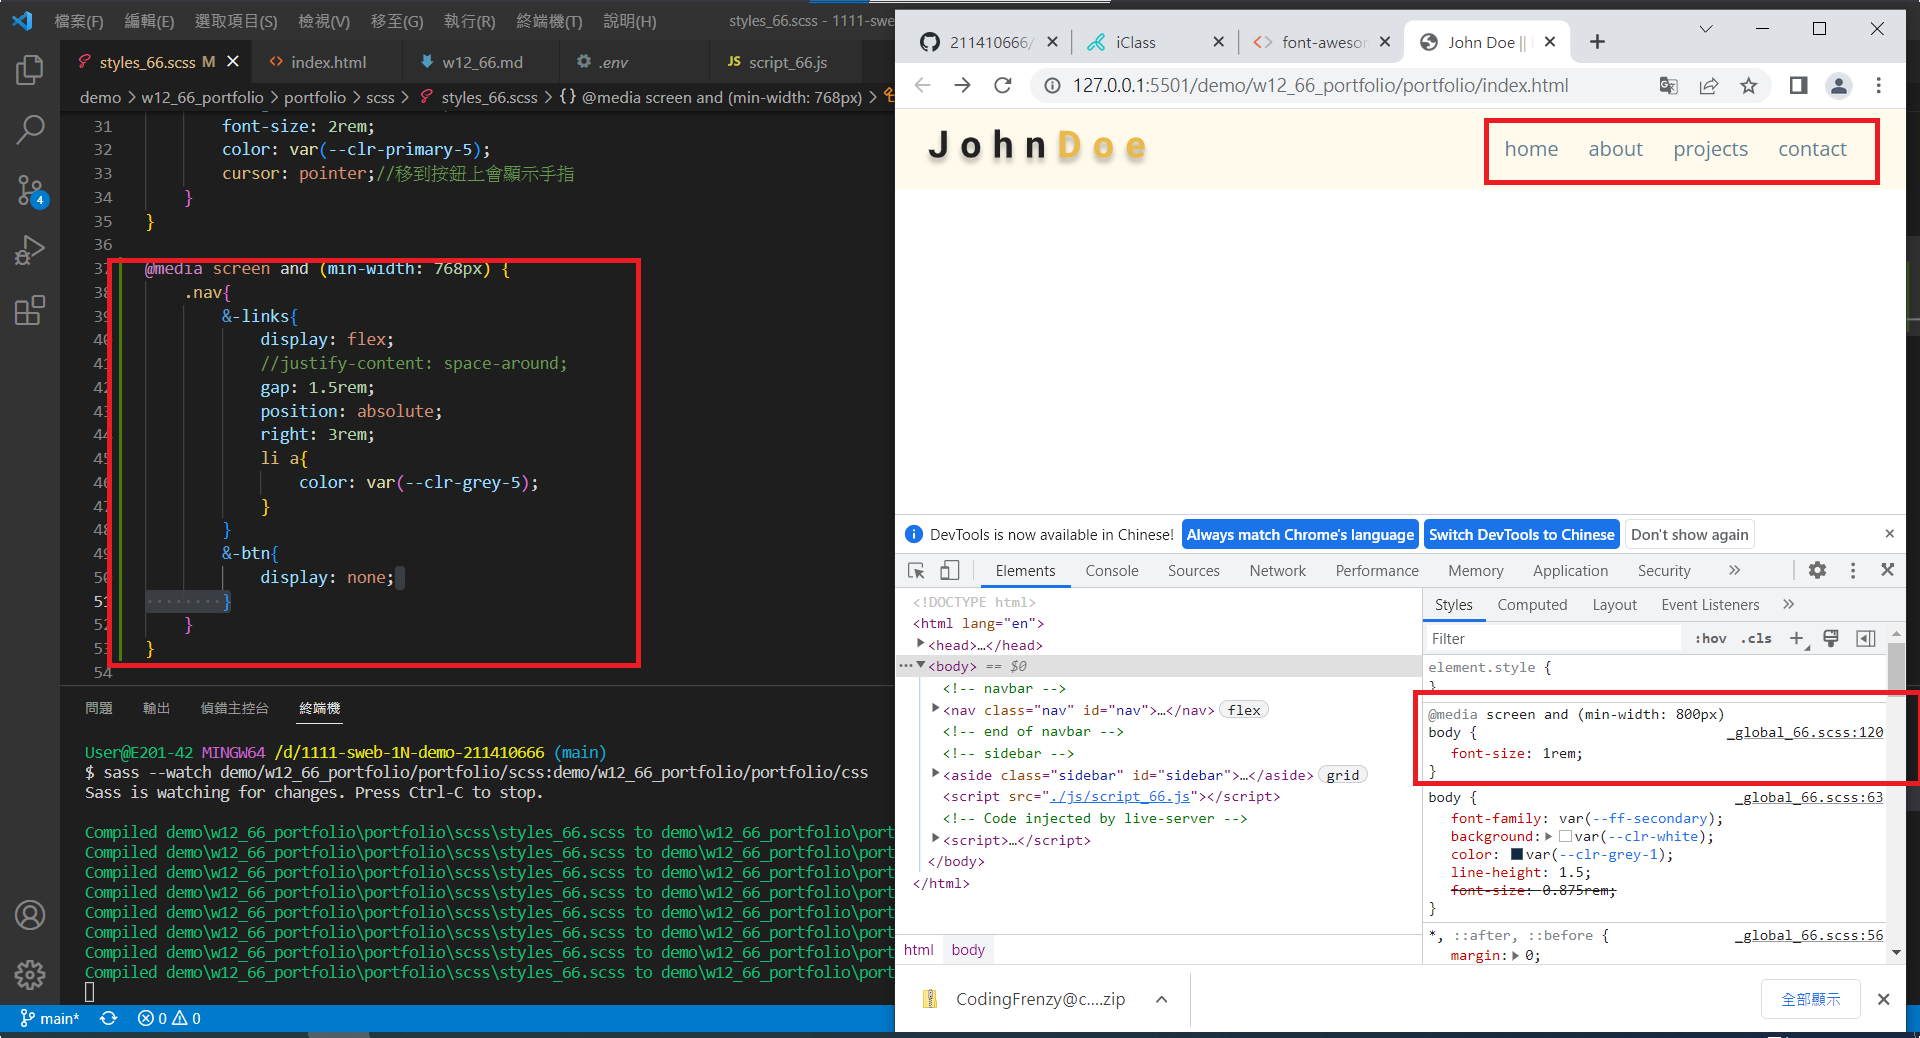 檔案(F) 編輯(E) 選取項目(S) 檢視(V) 移至(G) 執行(R) 終端機(T) 說明(H) styles_66.scss - 1111-swe
styles_66.scss M
index.html
w12_66.md
.env
JS script_66.js
demo > w12_66_portfolio > portfolio > scss > styles_66.scss > {} @media screen and (min-width: 768px) >
31 font-size: 2rem;
32 color: var(--clr-primary-5);
33 cursor: pointer;//移到按鈕上會顯示手指
34 }
35 }
36
37 @media screen and (min-width: 768px) {
38 .nav{
39 &-links{
40 display: flex;
41 //justify-content: space-around;
42 gap: 1.5rem;
43 position: absolute;
44 right: 3rem;
45 li a{
46 color: var(--clr-grey-5);
47 }
48 }
49 &-btn{
50 display: none;
51 ········}
52 }
53 }
54
4
問題 輸出 偵錯主控台 終端機
User@E201-42 MINGW64 /d/1111-sweb-1N-demo-211410666 (main)
$ sass --watch demo/w12_66_portfolio/portfolio/scss:demo/w12_66_portfolio/portfolio/css
Sass is watching for changes. Press Ctrl-C to stop.
Compiled demo\w12_66_portfolio\portfolio\scss\styles_66.scss to demo\w12_66_portfolio\port
Compiled demo\w12_66_portfolio\portfolio\scss\styles_66.scss to demo\w12_66_portfolio\port
Compiled demo\w12_66_portfolio\portfolio\scss\styles_66.scss to demo\w12_66_portfolio\port
Compiled demo\w12_66_portfolio\portfolio\scss\styles_66.scss to demo\w12_66_portfolio\port
Compiled demo\w12_66_portfolio\portfolio\scss\styles_66.scss to demo\w12_66_portfolio\port
Compiled demo\w12_66_portfolio\portfolio\scss\styles_66.scss to demo\w12_66_portfolio\port
Compiled demo\w12_66_portfolio\portfolio\scss\styles_66.scss to demo\w12_66_portfolio\port
Compiled demo\w12_66_portfolio\portfolio\scss\styles_66.scss to demo\w12_66_portfolio\port
main* 0 0
211410666/
iClass
font-awesor
John Doe ||
127.0.0.1:5501/demo/w12_66_portfolio/portfolio/index.html
JohnDoe
home about projects contact
DevTools is now available in Chinese! Always match Chrome's language Switch DevTools to Chinese Don't show again
Elements Console Sources Network Performance Memory Application Security »
<!DOCTYPE html>
<html lang="en">
<head>…</head>
<body> == $0
<!-- navbar -->
<nav class="nav" id="nav">…</nav> flex
<!-- end of navbar -->
<!-- sidebar -->
<aside class="sidebar" id="sidebar">…</aside> grid
<script src="./js/script_66.js"></script>
<!-- Code injected by live-server -->
<script>…</script>
</body>
</html>
html body
Styles Computed Layout Event Listeners »
Filter :hov .cls +
element.style {
}
@media screen and (min-width: 800px)
body { _global_66.scss:120
font-size: 1rem;
}
body { _global_66.scss:63
font-family: var(--ff-secondary);
background: var(--clr-white);
color: var(--clr-grey-1);
line-height: 1.5;
font-size: 0.875rem;
}
*, ::after, ::before { _global_66.scss:56
margin: 0;
CodingFrenzy@c....zip
全部顯示